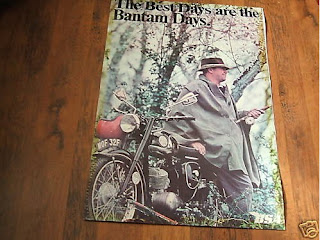 The Best Days are the
Bantam Days.
BSA